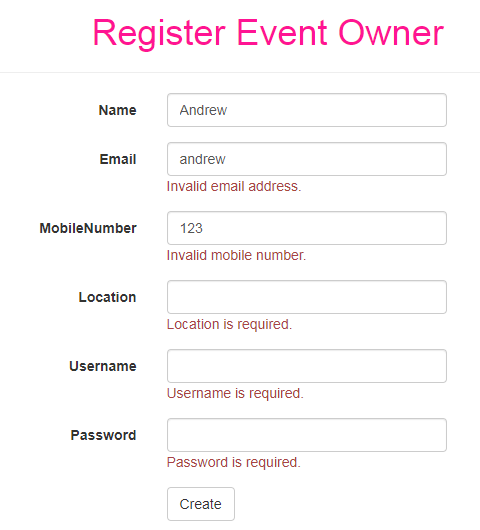 Register Event Owner
Name Andrew
Email andrew
Invalid email address.
MobileNumber 123
Invalid mobile number.
Location
Location is required.
Username
Username is required.
Password
Password is required.
Create